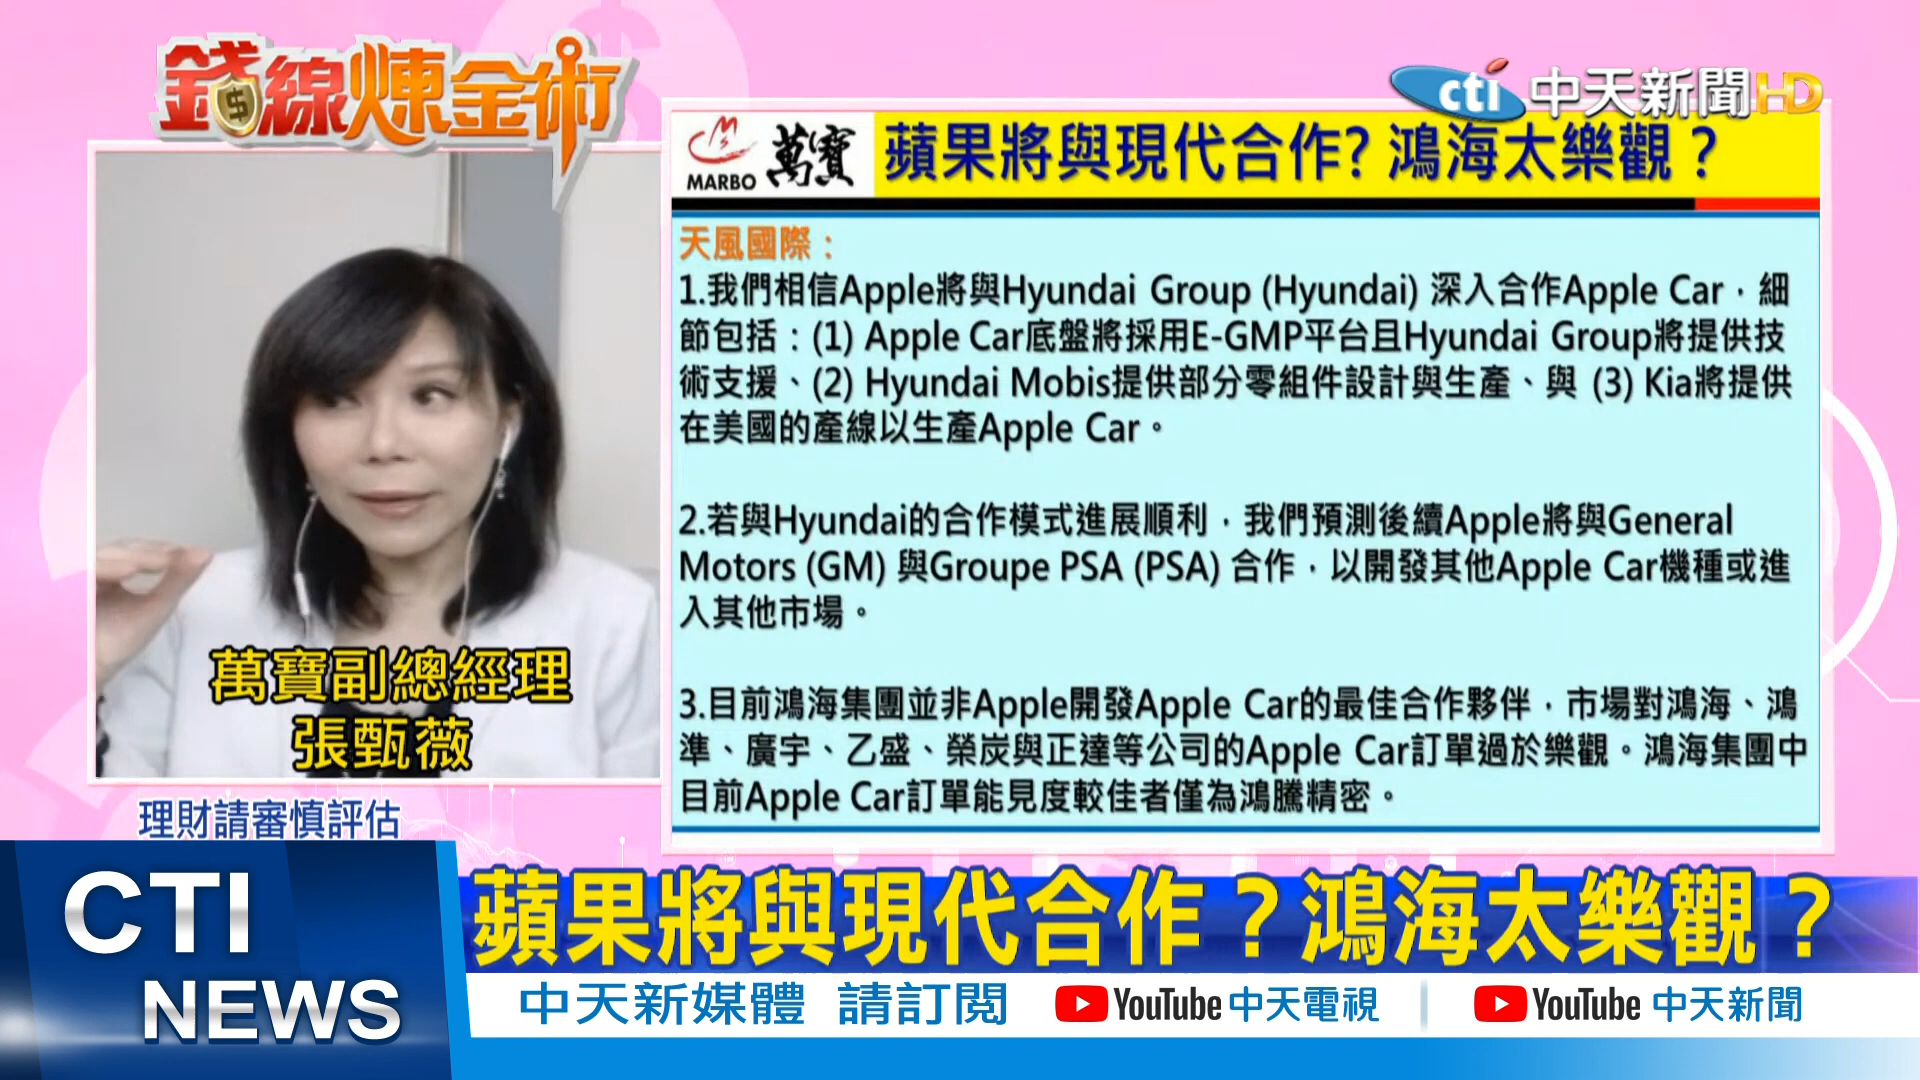 錢線煉金術
cti 中天新聞HD
MARBO 萬寶
蘋果將與現代合作? 鴻海太樂觀？
天風國際：
1.我們相信Apple將與Hyundai Group (Hyundai) 深入合作Apple Car，細
節包括：(1) Apple Car底盤將採用E-GMP平台且Hyundai Group將提供技
術支援、(2) Hyundai Mobis提供部分零組件設計與生產、與 (3) Kia將提供
在美國的產線以生產Apple Car。
2.若與Hyundai的合作模式進展順利，我們預測後續Apple將與General
Motors (GM) 與Groupe PSA (PSA) 合作，以開發其他Apple Car機種或進
入其他市場。
3.目前鴻海集團並非Apple開發Apple Car的最佳合作夥伴，市場對鴻海、鴻
準、廣宇、乙盛、榮炭與正達等公司的Apple Car訂單過於樂觀。鴻海集團中
目前Apple Car訂單能見度較佳者僅為鴻騰精密。
萬寶副總經理
張甄薇
理財請審慎評估
CTI
NEWS
蘋果將與現代合作？鴻海太樂觀？
中天新媒體 請訂閱 YouTube 中天電視 YouTube 中天新聞